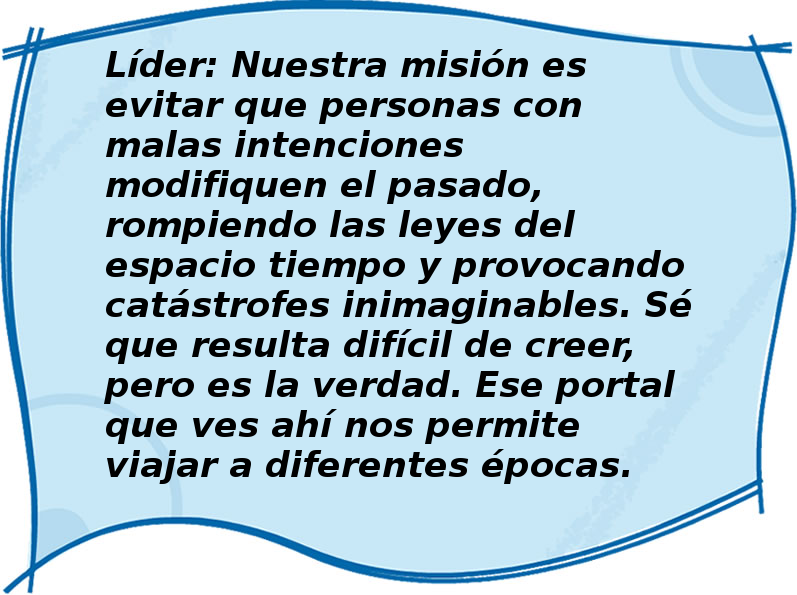 Líder: Nuestra misión es
evitar que personas con
malas intenciones
modifiquen el pasado,
rompiendo las leyes del
espacio tiempo y provocando
catástrofes inimaginables. Sé
que resulta difícil de creer,
pero es la verdad. Ese portal
que ves ahí nos permite
viajar a diferentes épocas.